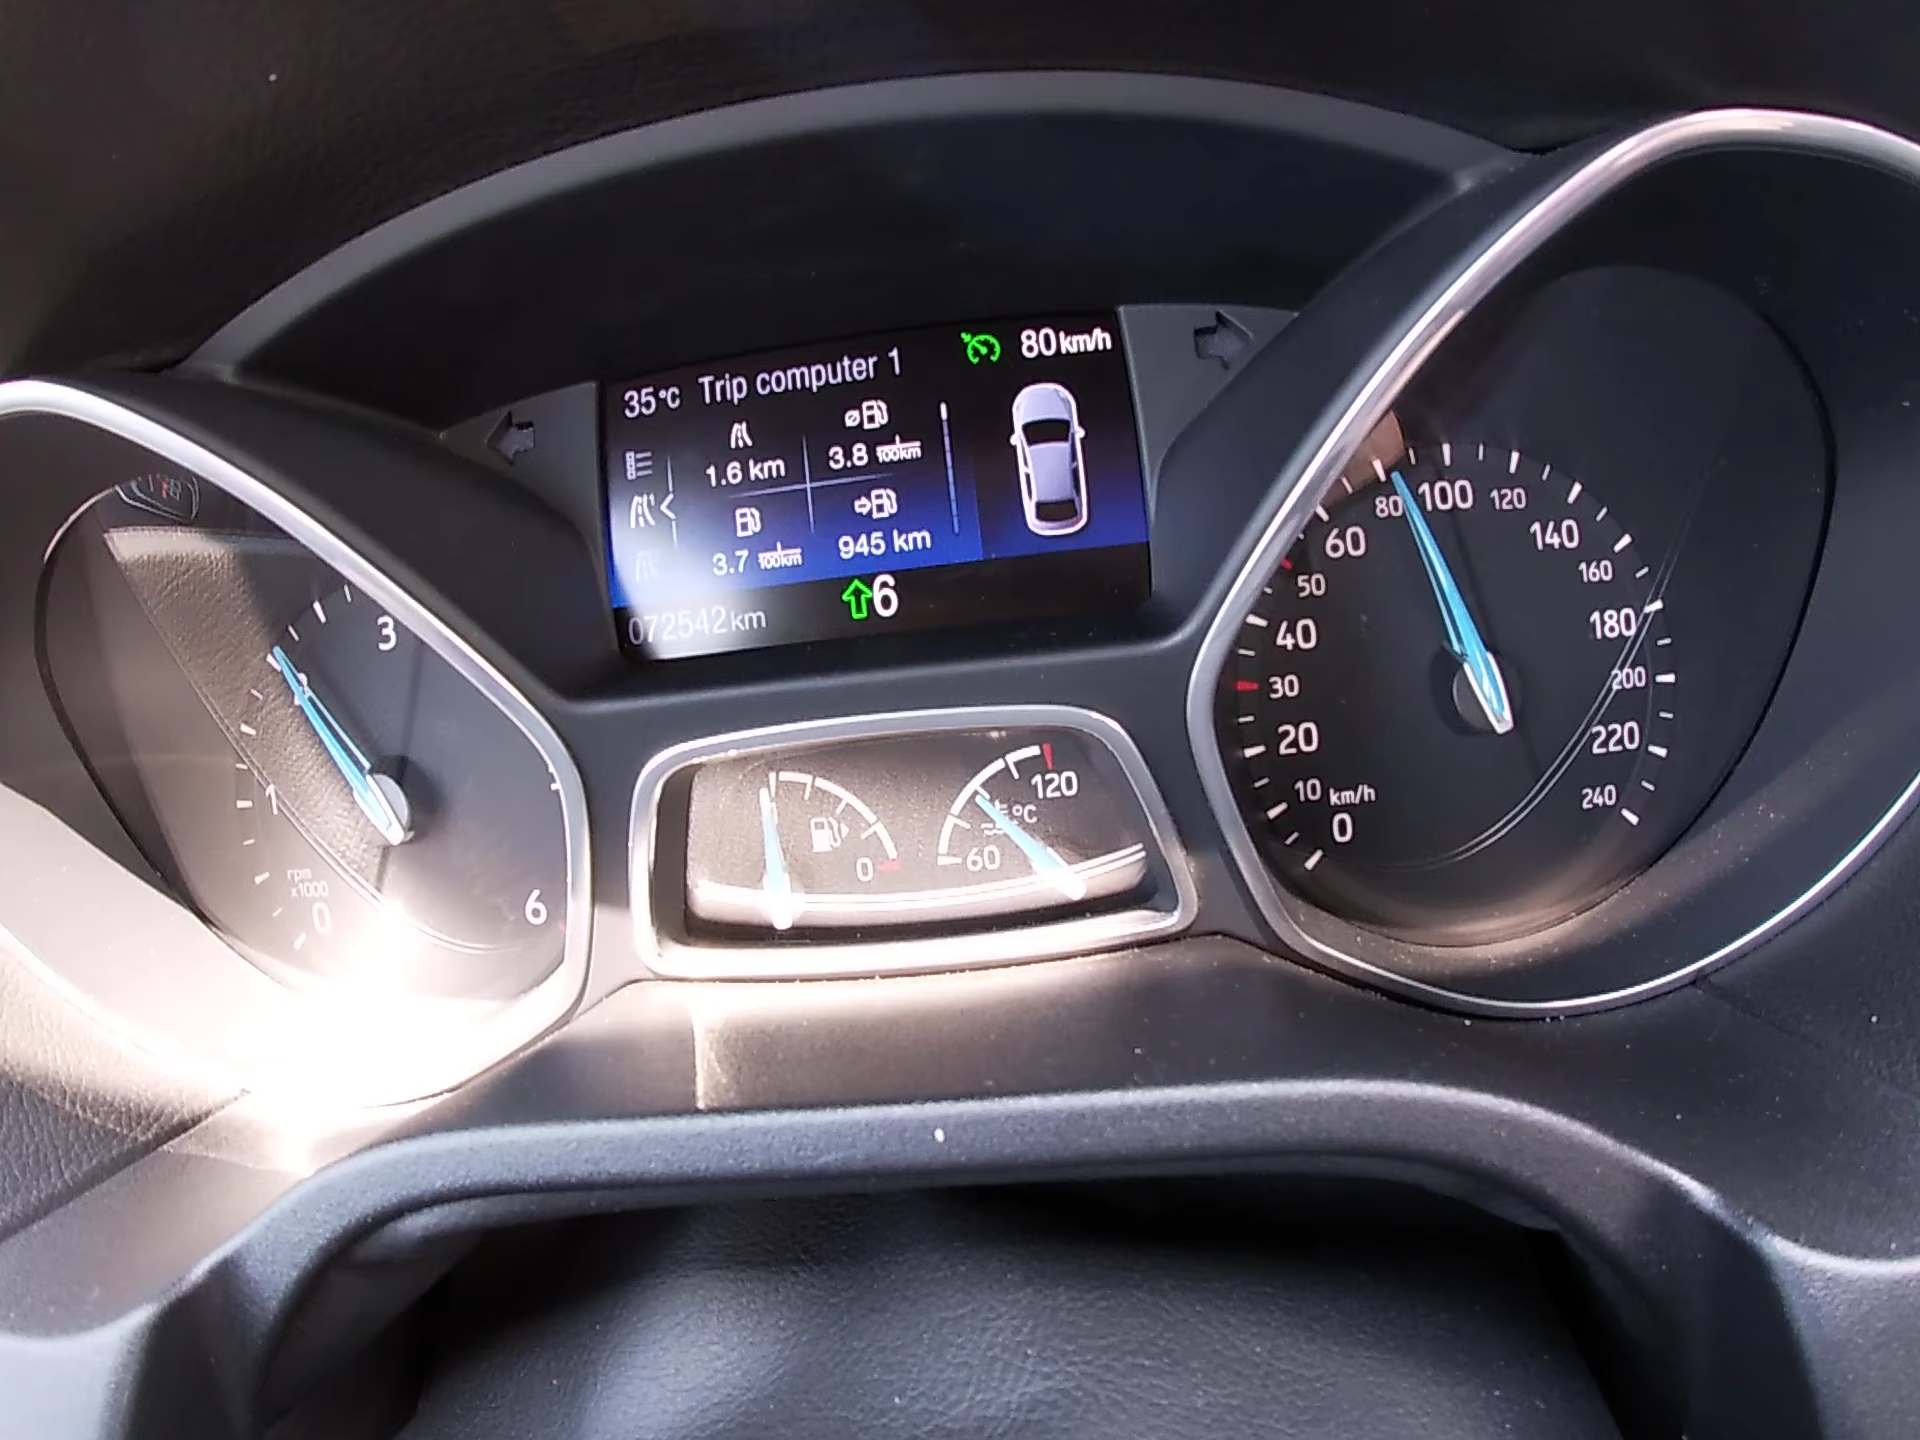 35°C Trip computer 1
80 km/h
1.6 km
3.8 l/100km
3.7 l/100km
945 km
072542 km
6
1
3
6
rpm
x1000
0
0
60
°C
120
0
km/h
10
20
30
40
50
60
80
100
120
140
160
180
200
220
240